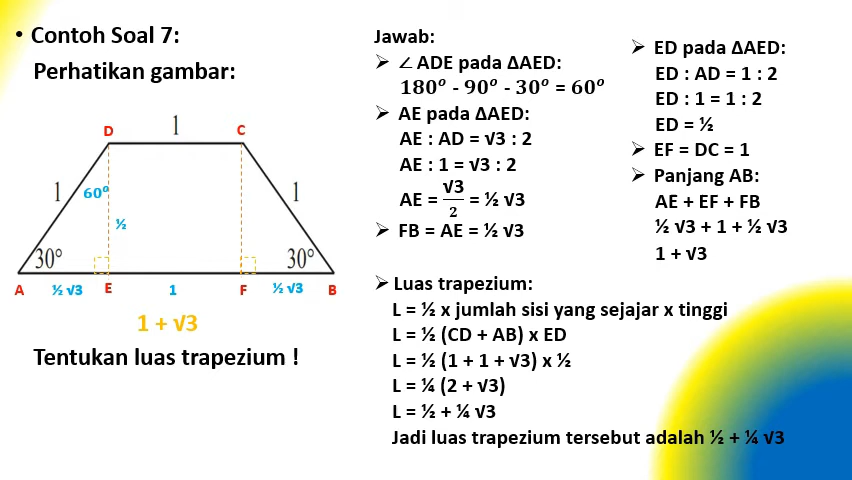 • Contoh Soal 7:
Perhatikan gambar:
D
1
C
1
60⁰
½
1
30°
30°
A
½ √3
E
1
F
½ √3
B
1 + √3
Tentukan luas trapezium !
Jawab:
➢ ∠ ADE pada ΔAED:
180⁰ - 90⁰ - 30⁰ = 60⁰
➢ AE pada ΔAED:
AE : AD = √3 : 2
AE : 1 = √3 : 2
AE = √3/2 = ½ √3
➢ FB = AE = ½ √3
➢ ED pada ΔAED:
ED : AD = 1 : 2
ED : 1 = 1 : 2
ED = ½
➢ EF = DC = 1
➢ Panjang AB:
AE + EF + FB
½ √3 + 1 + ½ √3
1 + √3
➢ Luas trapezium:
L = ½ x jumlah sisi yang sejajar x tinggi
L = ½ (CD + AB) x ED
L = ½ (1 + 1 + √3) x ½
L = ¼ (2 + √3)
L = ½ + ¼ √3
Jadi luas trapezium tersebut adalah ½ + ¼ √3